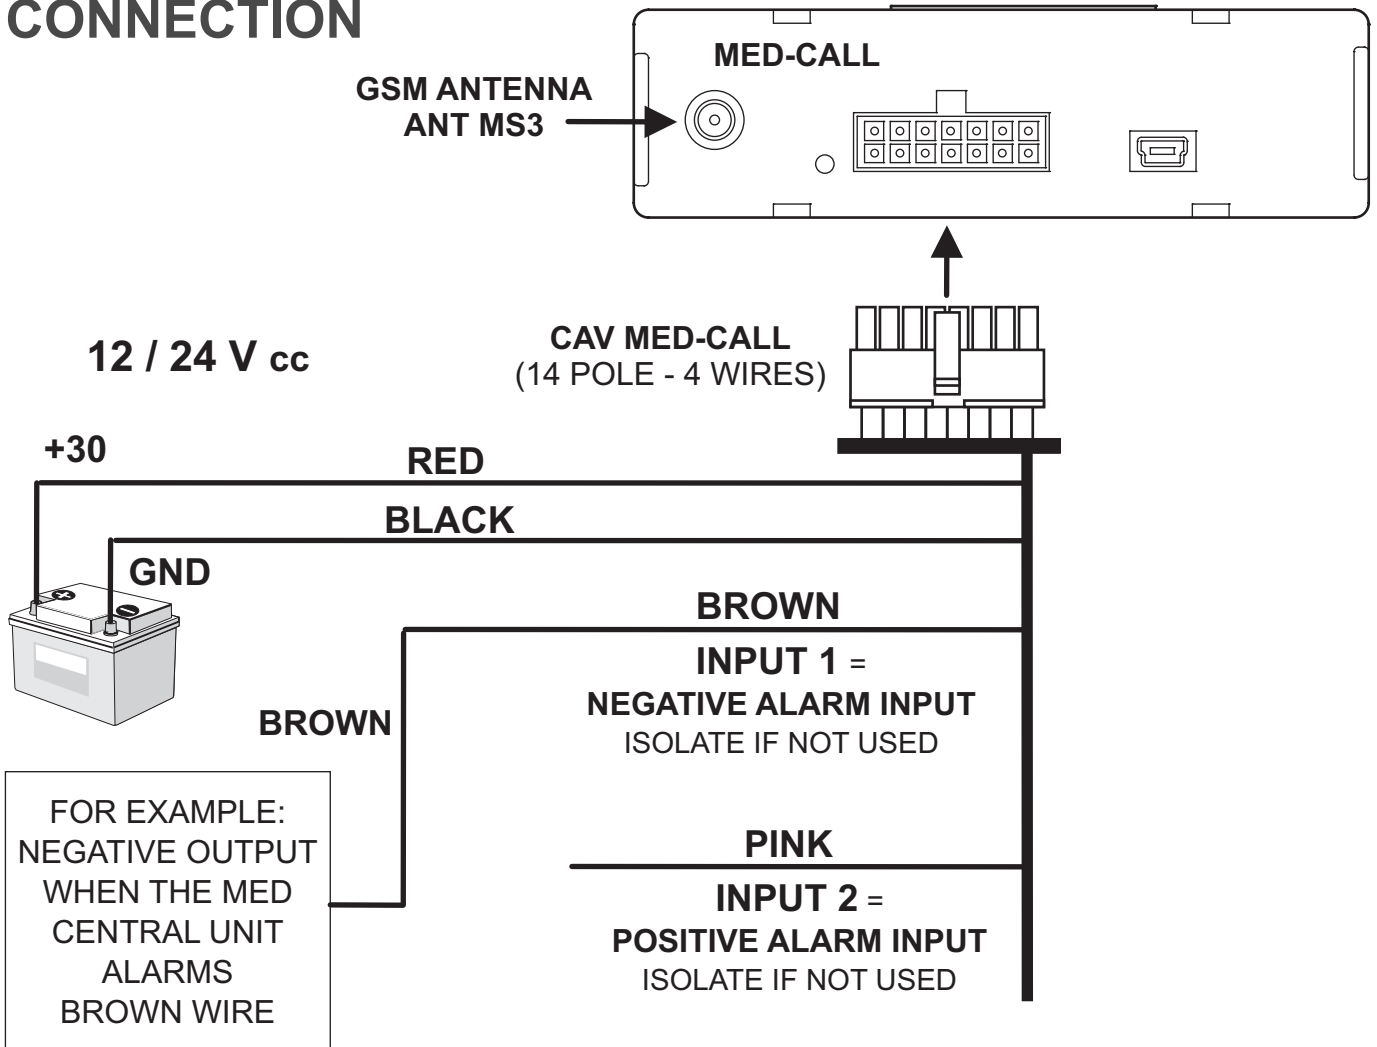 CONNECTION
MED-CALL
GSM ANTENNA
ANT MS3
CAV MED-CALL
(14 POLE - 4 WIRES)
12 / 24 V cc
+30
RED
BLACK
GND
BROWN
INPUT 1 =
NEGATIVE ALARM INPUT
ISOLATE IF NOT USED
BROWN
FOR EXAMPLE:
NEGATIVE OUTPUT
WHEN THE MED
CENTRAL UNIT
ALARMS
BROWN WIRE
PINK
INPUT 2 =
POSITIVE ALARM INPUT
ISOLATE IF NOT USED